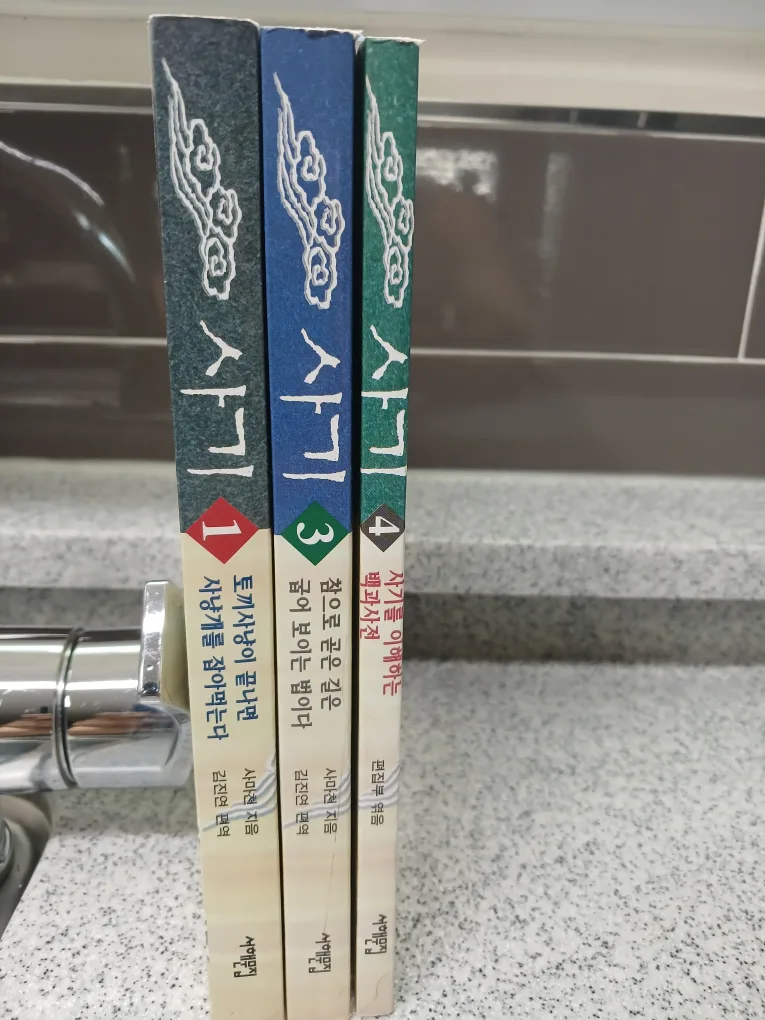 사기
1
토끼사냥이 끝나면
사냥개를 잡아먹는다
사마천 지음
김진연 편역
서해문집
사기
3
참으로 곧은 길은
굽어 보이는 법이다
사마천 지음
김진연 편역
서해문집
사기
4
사기를 이해하는
백과사전
편집부 엮음
서해문집